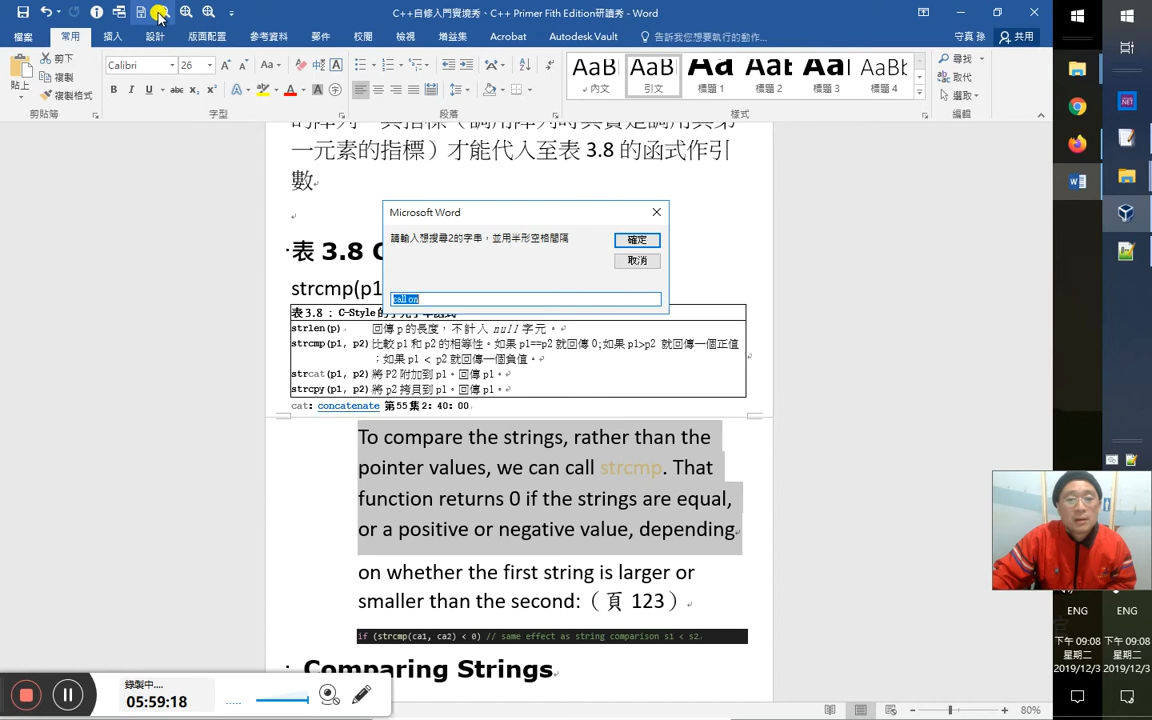 C++自修入門實境秀、C++ Primer Fith Edition研讀秀 - Word
檔案 常用 插入 設計 版面配置 參考資料 郵件 校閱 檢視 增益集 Acrobat Autodesk Vault 告訴我您想要執行的動作... 守真 孫 共用
貼上 剪下 複製 複製格式
Calibri 26
AaB AaB Aa AaB AaB AaBb
內文 引文 標題 1 標題 2 標題 3 標題 4
尋找 取代 選取
剪貼簿 字型 段落 樣式 編輯
一元素的指標）才能代入至表 3.8 的函式作引
數
Microsoft Word
請輸入想搜尋2的字串，並用半形空格間隔
確定
取消
call on
表 3.8 C
strcmp(p1
表3.8 : C-Style的字元字串函式
strlen(p) 回傳 p 的長度，不計入 null 字元。
strcmp(p1, p2) 比較 p1 和 p2 的相等性。如果 p1==p2 就回傳 0;如果 p1>p2 就回傳一個正值
；如果 p1 < p2 就回傳一個負值。
strcat(p1, p2) 將 P2 附加到 p1。回傳 p1。
strcpy(p1, p2) 將 p2 拷貝到 p1。回傳 p1。
cat: concatenate 第55集2: 40: 00
To compare the strings, rather than the
pointer values, we can call strcmp. That
function returns 0 if the strings are equal,
or a positive or negative value, depending
on whether the first string is larger or
smaller than the second:（頁 123）
if (strcmp(ca1, ca2) < 0) // same effect as string comparison s1 < s2
Comparing Strings
錄製中...
05:59:18
80%
ENG ENG
下午 09:08 下午 09:08
星期二 星期二
2019/12/3 2019/12/3